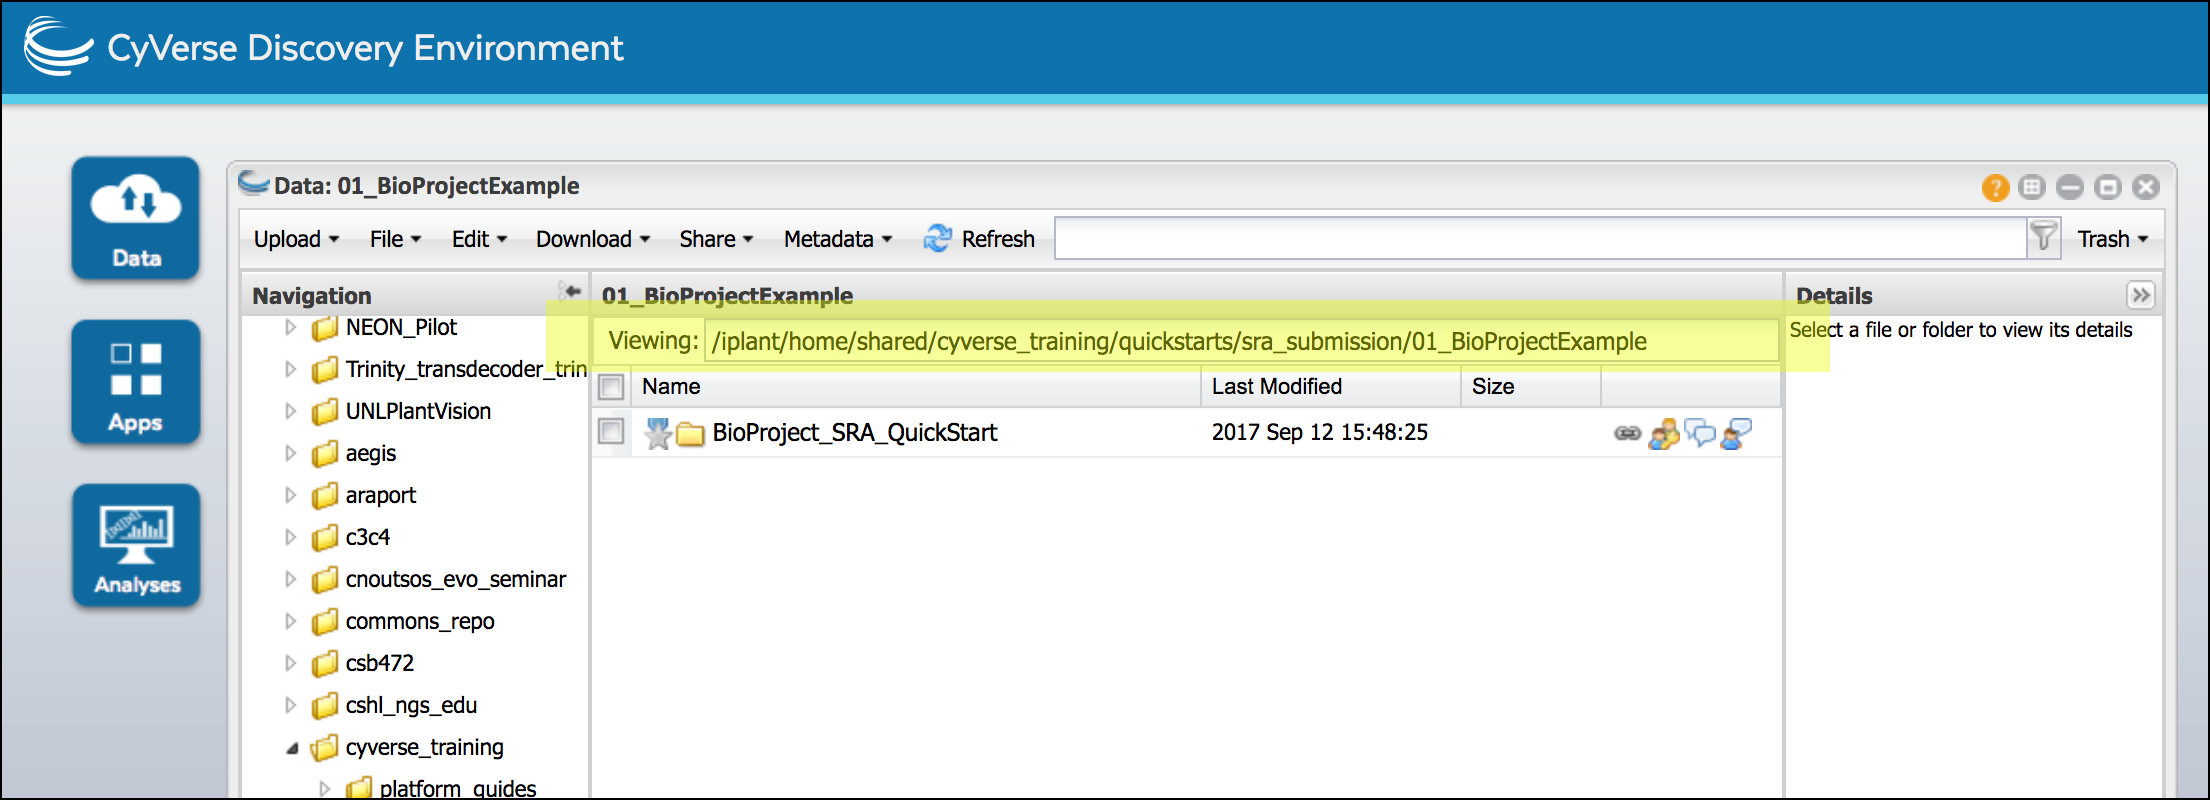 CyVerse Discovery Environment
Data
Apps
Analyses
Data: 01_BioProjectExample
?
Upload File Edit Download Share Metadata Refresh Trash
Navigation
NEON_Pilot
Trinity_transdecoder_trin
UNLPlantVision
aegis
araport
c3c4
cnoutsos_evo_seminar
commons_repo
csb472
cshl_ngs_edu
cyverse_training
platform_guides
01_BioProjectExample
Viewing: /iplant/home/shared/cyverse_training/quickstarts/sra_submission/01_BioProjectExample
Name Last Modified Size
BioProject_SRA_QuickStart 2017 Sep 12 15:48:25
Details
Select a file or folder to view its details